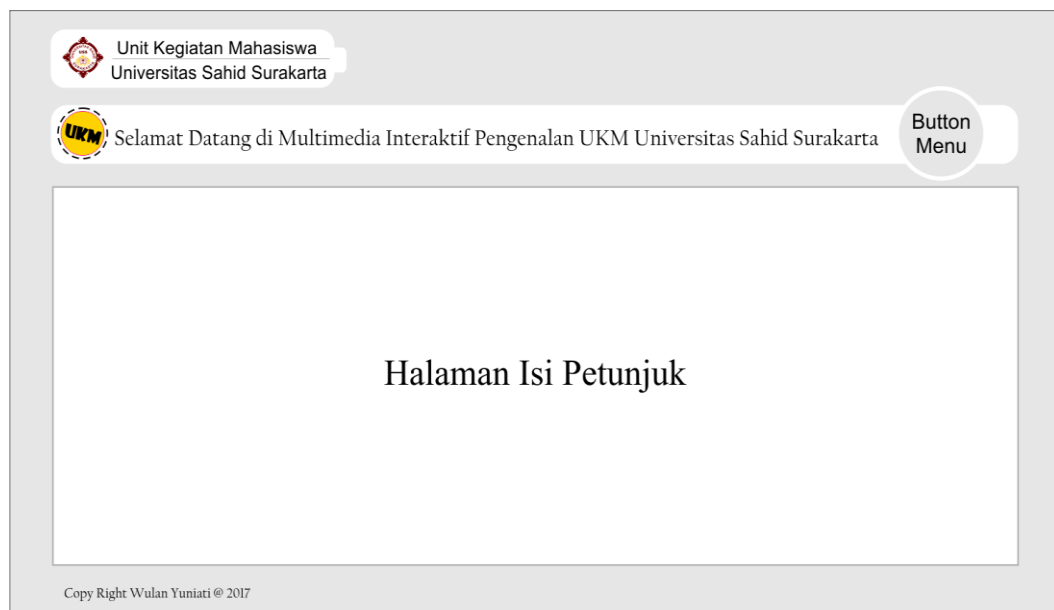 Unit Kegiatan Mahasiswa
Universitas Sahid Surakarta
UKM
Selamat Datang di Multimedia Interaktif Pengenalan UKM Universitas Sahid Surakarta
Button
Menu
Halaman Isi Petunjuk
Copy Right Wulan Yuniati @ 2017